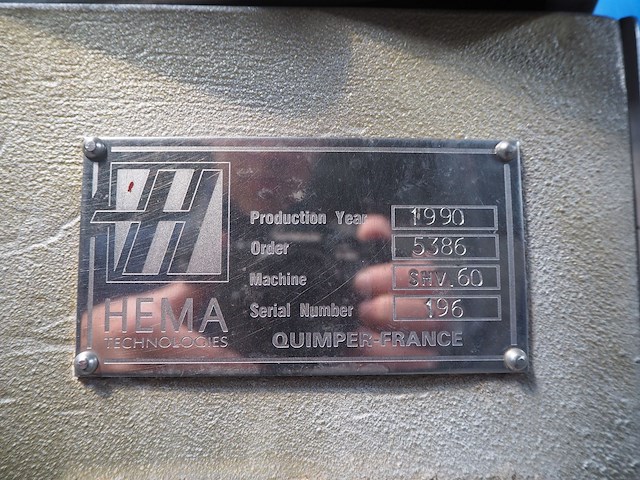 Production Year 1990
Order 5386
Machine SHV.60
Serial Number 196
HEMA
TECHNOLOGIES
QUIMPER-FRANCE